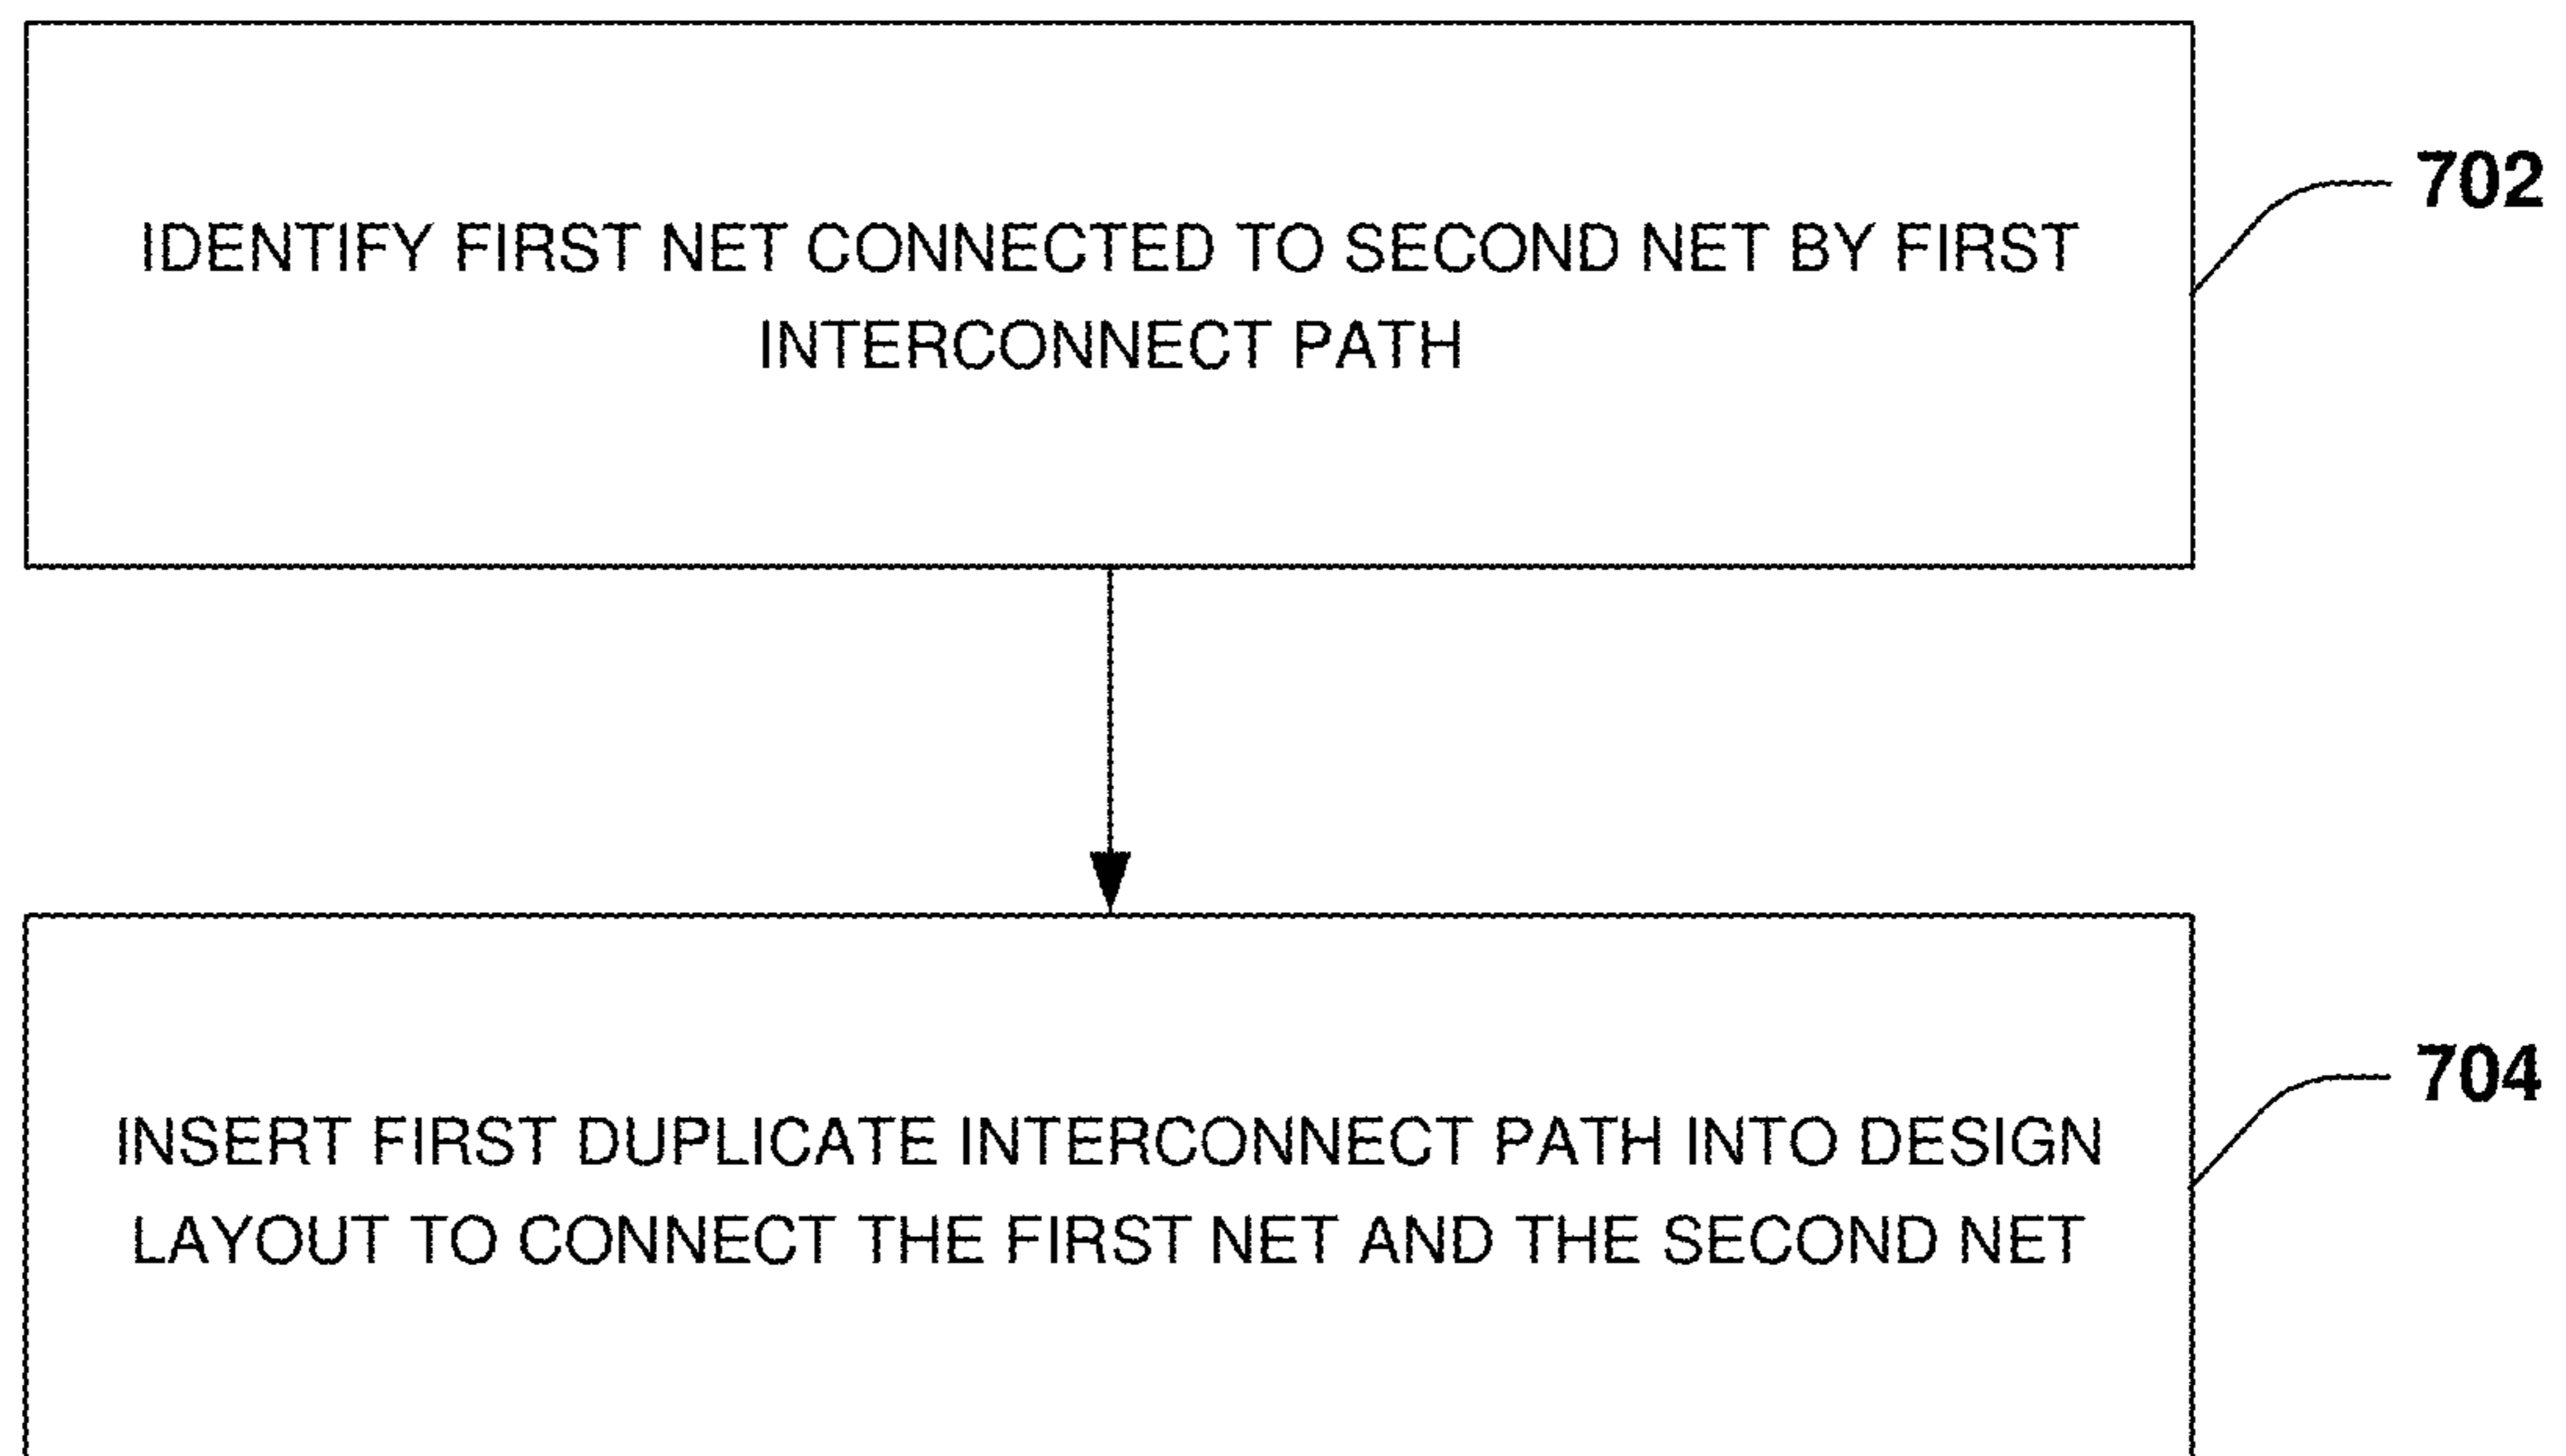 IDENTIFY FIRST NET CONNECTED TO SECOND NET BY FIRST
INTERCONNECT PATH
702
INSERT FIRST DUPLICATE INTERCONNECT PATH INTO DESIGN
LAYOUT TO CONNECT THE FIRST NET AND THE SECOND NET
704